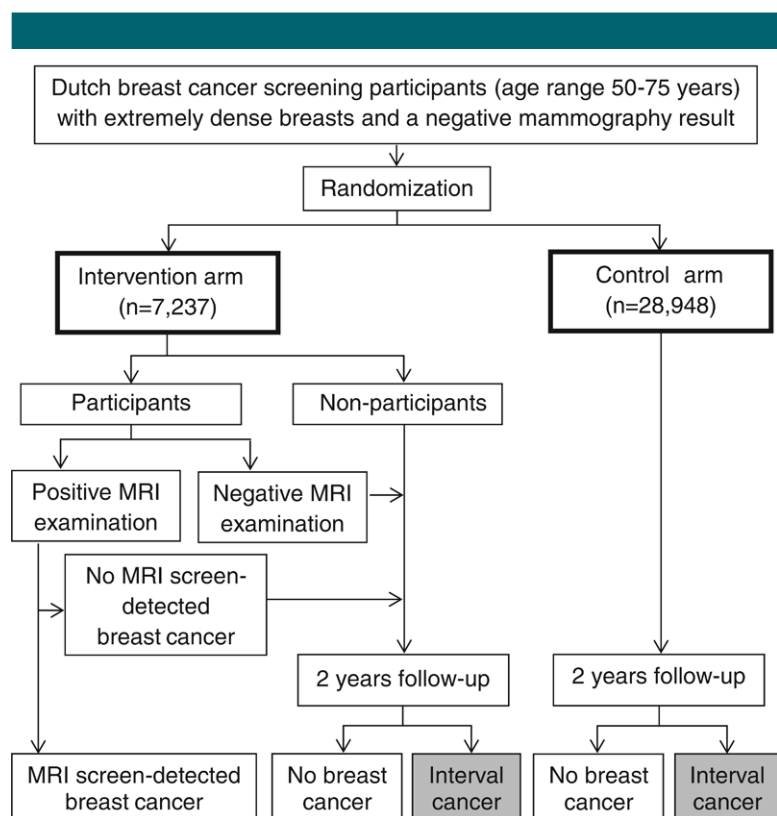 Dutch breast cancer screening participants (age range 50-75 years)
with extremely dense breasts and a negative mammography result
Randomization
Intervention arm
(n=7,237)
Control arm
(n=28,948)
Participants
Non-participants
Positive MRI
examination
Negative MRI
examination
No MRI screen-
detected
breast cancer
2 years follow-up
2 years follow-up
MRI screen-detected
breast cancer
No breast
cancer
Interval
cancer
No breast
cancer
Interval
cancer